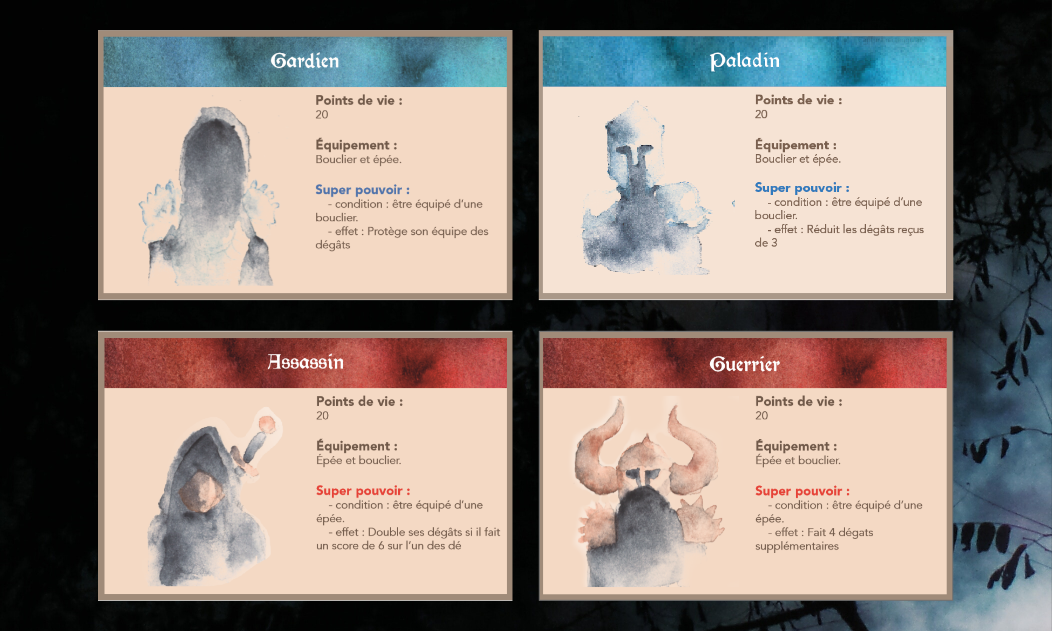 Gardien
Points de vie :
20
Équipement :
Bouclier et épée.
Super pouvoir :
- condition : être équipé d’une
bouclier.
- effet : Protège son équipe des
dégâts
Paladin
Points de vie :
20
Équipement :
Bouclier et épée.
Super pouvoir :
- condition : être équipé d’une
bouclier.
- effet : Réduit les dégâts reçus
de 3
Assassin
Points de vie :
20
Équipement :
Épée et bouclier.
Super pouvoir :
- condition : être équipé d’une
épée.
- effet : Double ses dégâts si il fait
un score de 6 sur l’un des dé
Guerrier
Points de vie :
20
Équipement :
Épée et bouclier.
Super pouvoir :
- condition : être équipé d’une
épée.
- effet : Fait 4 dégats
supplémentaires